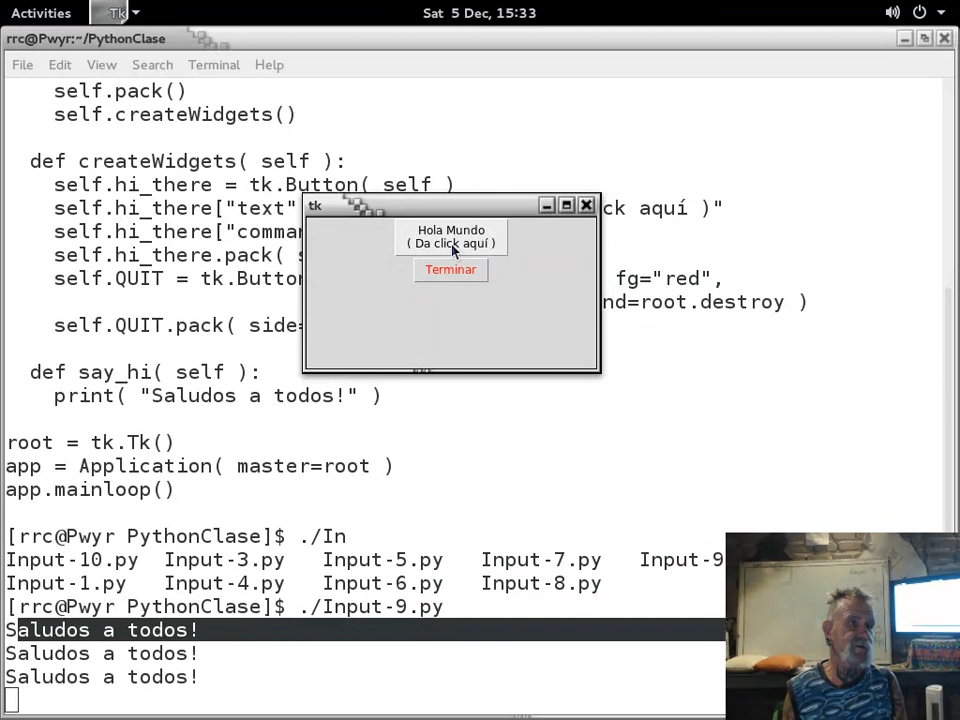 Activities Tk Sat 5 Dec, 15:33
rrc@Pwyr:~/PythonClase
File Edit View Search Terminal Help
self.pack()
self.createWidgets()
def createWidgets( self ):
self.hi_there = tk.Button( self )
self.hi_there["text" ck aquí )"
self.hi_there["comma
self.hi_there.pack(
self.QUIT = tk.Button fg="red",
nd=root.destroy )
self.QUIT.pack( side=
tk
Hola Mundo
( Da click aquí )
Terminar
def say_hi( self ):
print( "Saludos a todos!" )
root = tk.Tk()
app = Application( master=root )
app.mainloop()
[rrc@Pwyr PythonClase]$ ./In
Input-10.py Input-3.py Input-5.py Input-7.py Input-9
Input-1.py Input-4.py Input-6.py Input-8.py
[rrc@Pwyr PythonClase]$ ./Input-9.py
Saludos a todos!
Saludos a todos!
Saludos a todos!